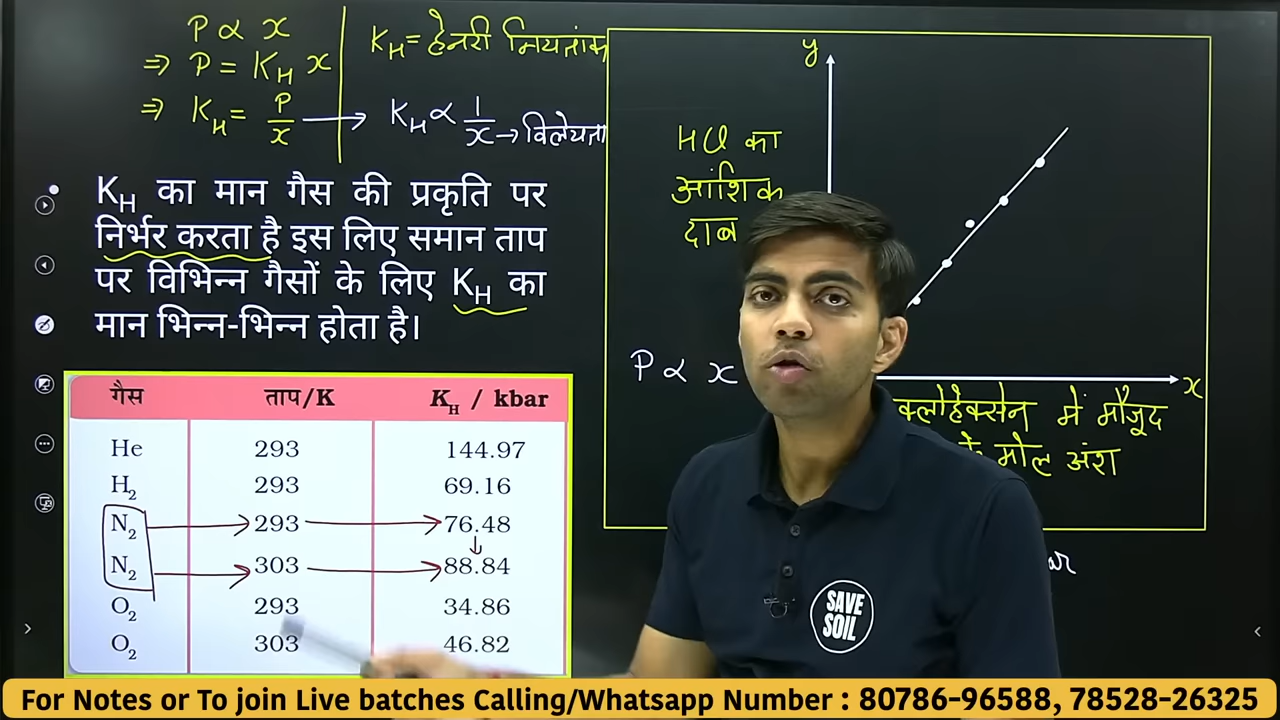 P ∝ x
⇒ P = K_H x
⇒ K_H = P/x → K_H ∝ 1/x → विलेयता
K_H = हेनरी नियतांक
K_H का मान गैस की प्रकृति पर
निर्भर करता है इस लिए समान ताप
पर विभिन्न गैसों के लिए K_H का
मान भिन्न-भिन्न होता है।
गैस ताप/K K_H / kbar
He 293 144.97
H₂ 293 69.16
N₂ 293 76.48
N₂ 303 88.84
O₂ 293 34.86
O₂ 303 46.82
y
HCl का
आंशिक
दाब
P ∝ x
x
क्लोहेक्सेन में मौजूद
के मोल अंश
ar
SAVE
SOIL
For Notes or To join Live batches Calling/Whatsapp Number : 80786-96588, 78528-26325